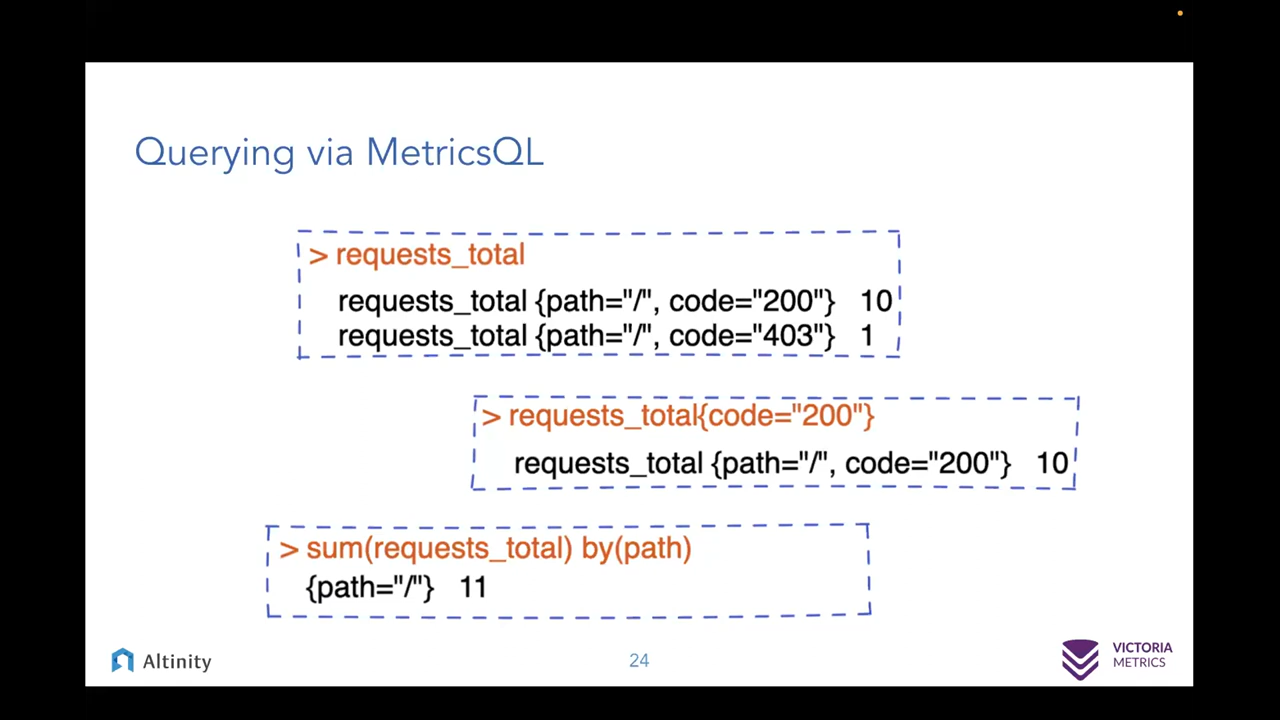 Querying via MetricsQL
> requests_total
requests_total {path="/", code="200"} 10
requests_total {path="/", code="403"} 1
> requests_total{code="200"}
requests_total {path="/", code="200"} 10
> sum(requests_total) by(path)
{path="/"} 11
Altinity
24
VICTORIA
METRICS